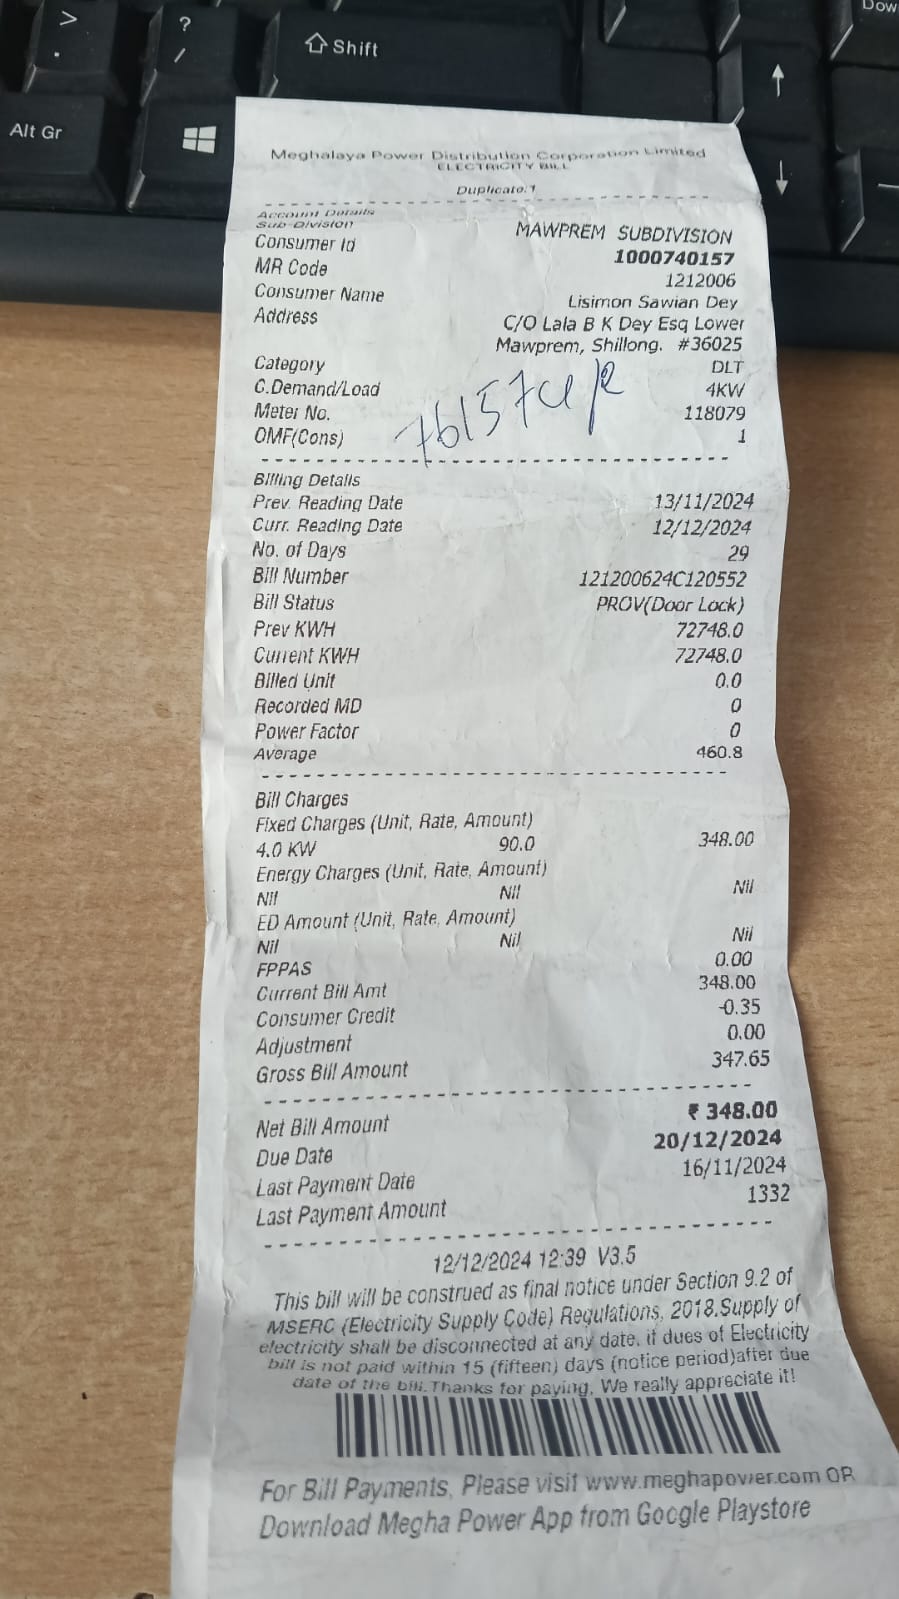 > .
? /
⇧ Shift
Dow
Alt Gr
↑
↓
Meghalaya Power Distribution Corporation Limited
ELECTRICITY BILL
Duplicate:1
Account Details
Sub-Division MAWPREM SUBDIVISION
Consumer Id 1000740157
MR Code 1212006
Consumer Name Lisimon Sawian Dey
Address C/O Lala B K Dey Esq Lower
Mawprem, Shillong. #36025
Category DLT
C.Demand/Load 4KW
Meter No. 118079
OMF(Cons) 1
Billing Details
Prev. Reading Date 13/11/2024
Curr. Reading Date 12/12/2024
No. of Days 29
Bill Number 121200624C120552
Bill Status PROV(Door Lock)
Prev KWH 72748.0
Current KWH 72748.0
Billed Unit 0.0
Recorded MD 0
Power Factor 0
Average 460.8
Bill Charges
Fixed Charges (Unit, Rate, Amount)
4.0 KW 90.0 348.00
Energy Charges (Unit, Rate, Amount)
Nil Nil Nil
ED Amount (Unit, Rate, Amount)
Nil Nil Nil
FPPAS 0.00
Current Bill Amt 348.00
Consumer Credit -0.35
Adjustment 0.00
Gross Bill Amount 347.65
Net Bill Amount ₹ 348.00
Due Date 20/12/2024
Last Payment Date 16/11/2024
Last Payment Amount 1332
12/12/2024 12:39 V3.5
This bill will be construed as final notice under Section 9.2 of
MSERC (Electricity Supply Code) Regulations, 2018.Supply of
electricity shall be disconnected at any date, if dues of Electricity
bill is not paid within 15 (fifteen) days (notice period)after due
date of the bill.Thanks for paying, We really appreciate it!
For Bill Payments, Please visit www.meghapower.com OR
Download Megha Power App from Google Playstore